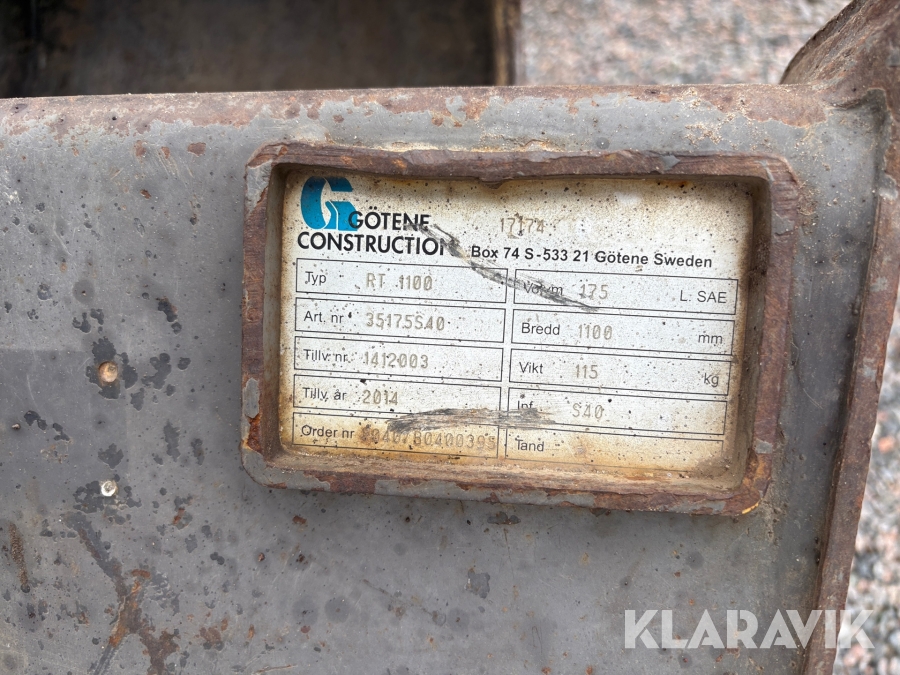 GÖTENE 17174
CONSTRUCTION Box 74 S-533 21 Götene Sweden
Typ RT 1100 Volym 175 L. SAE
Art. nr 35175S40 Bredd 1100 mm
Tillv. nr 1412003 Vikt 115 kg
Tillv. år 2014 Inf. S40
Order nr Tand
KLARAVIK